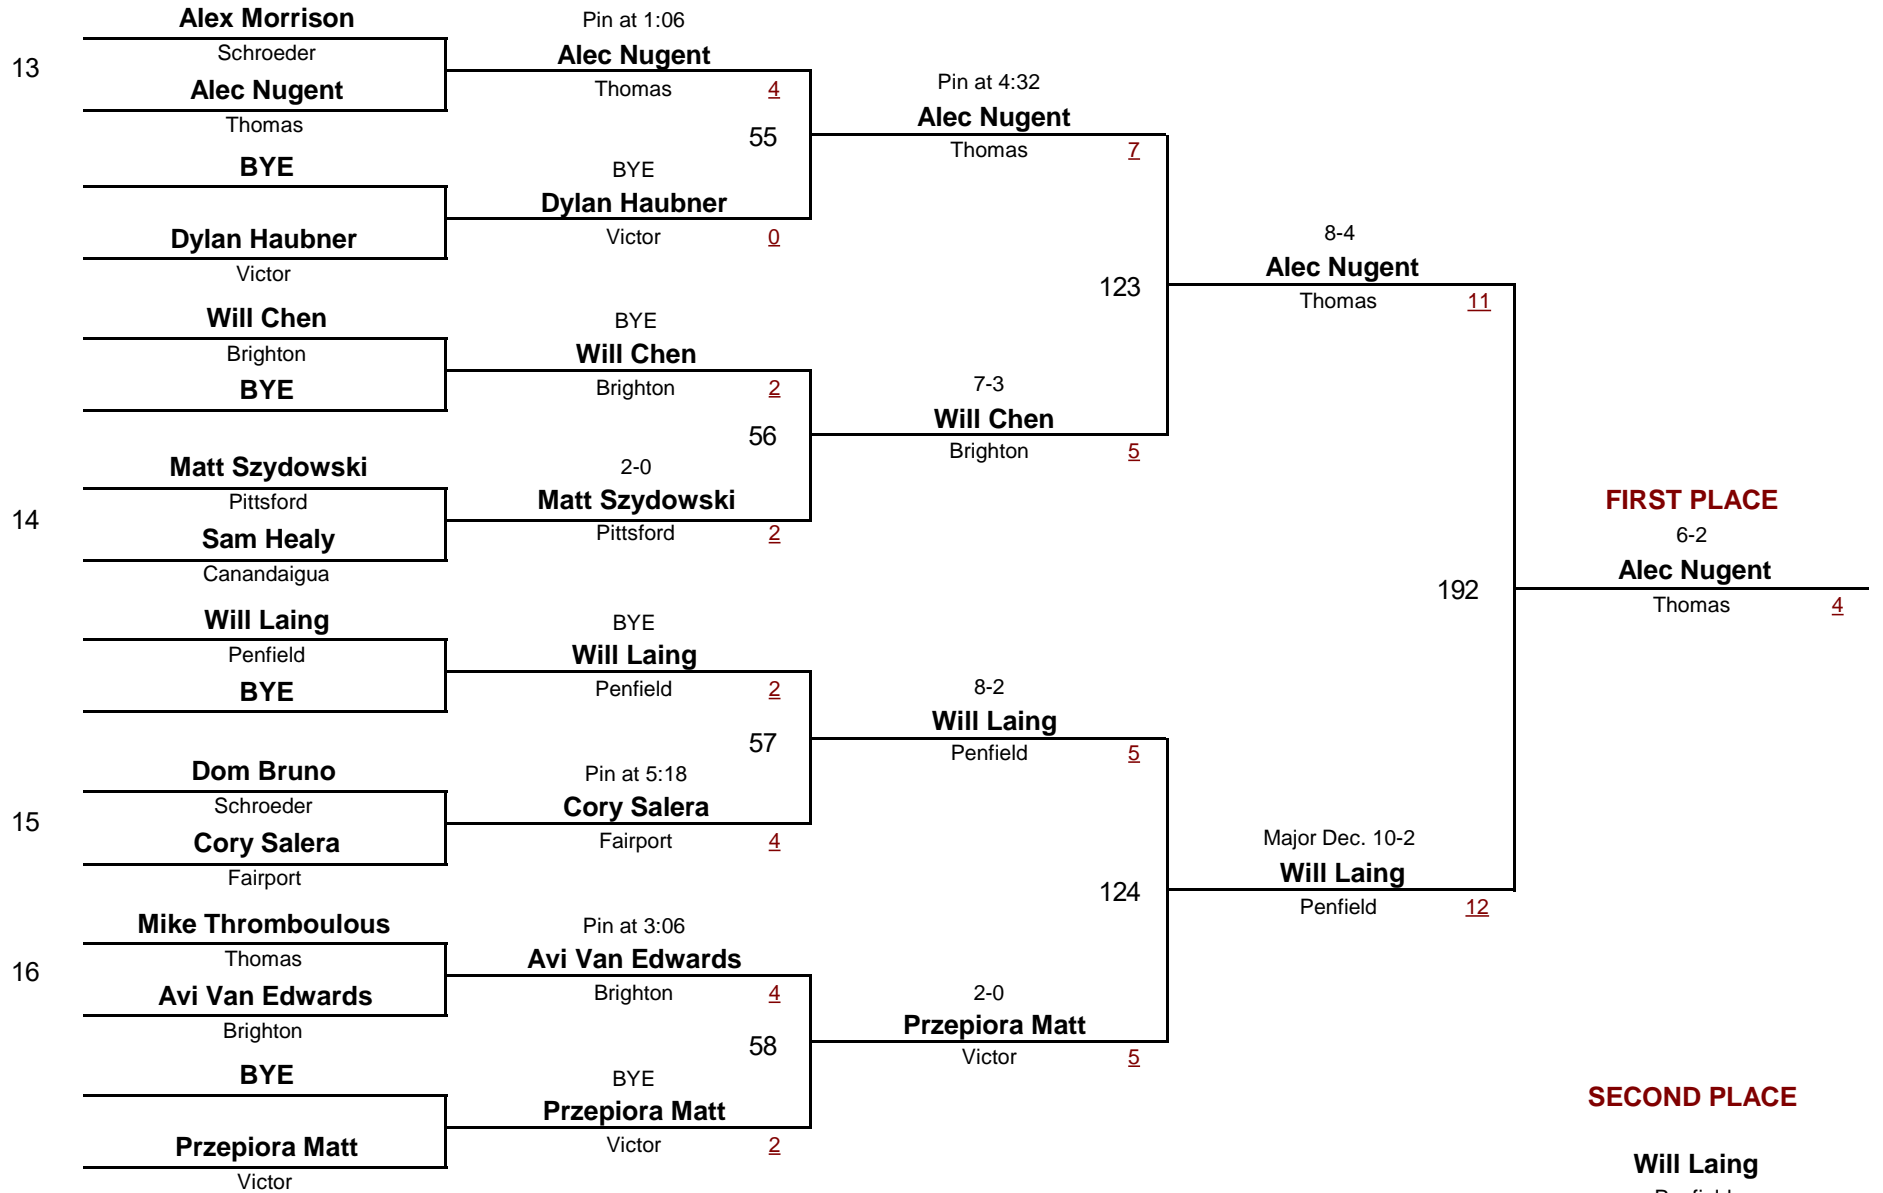 Alex Morrison
Schroeder
13
Alec Nugent
Thomas
BYE
Dylan Haubner
Victor
Will Chen
Brighton
BYE
Matt Szydowski
Pittsford
14
Sam Healy
Canandaigua
Will Laing
Penfield
BYE
Dom Bruno
Schroeder
15
Cory Salera
Fairport
Mike Thromboulous
Thomas
16
Avi Van Edwards
Brighton
BYE
Przepiora Matt
Victor
Pin at 1:06
Alec Nugent
Thomas 4
55
BYE
Dylan Haubner
Victor 0
BYE
Will Chen
Brighton 2
56
2-0
Matt Szydowski
Pittsford 2
BYE
Will Laing
Penfield 2
57
Pin at 5:18
Cory Salera
Fairport 4
Pin at 3:06
Avi Van Edwards
Brighton 4
58
BYE
Przepiora Matt
Victor 2
Pin at 4:32
Alec Nugent
Thomas 7
123
7-3
Will Chen
Brighton 5
8-2
Will Laing
Penfield 5
124
2-0
Przepiora Matt
Victor 5
8-4
Alec Nugent
Thomas 11
192
Major Dec. 10-2
Will Laing
Penfield 12
FIRST PLACE
6-2
Alec Nugent
Thomas 4
SECOND PLACE
Will Laing
Penfield